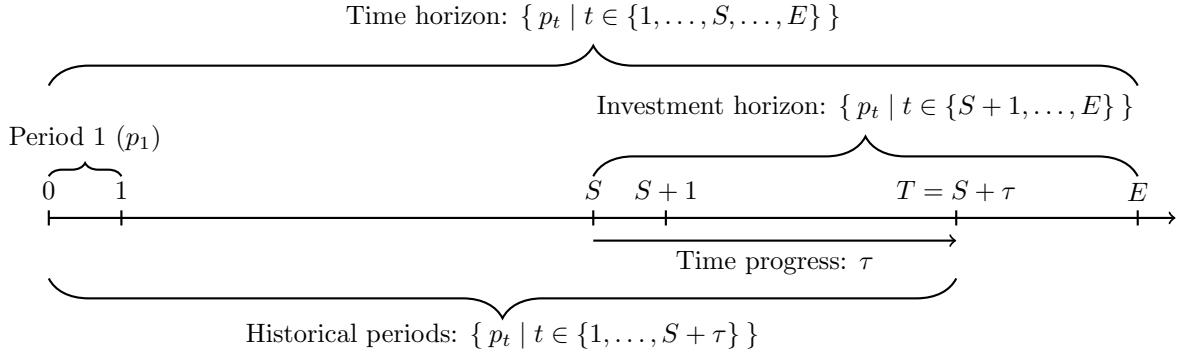 Time horizon: { p_t | t ∈ {1, …, S, …, E} }
Investment horizon: { p_t | t ∈ {S + 1, …, E} }
Period 1 (p_1)
0 1 S S + 1 T = S + τ E
Time progress: τ
Historical periods: { p_t | t ∈ {1, …, S + τ} }